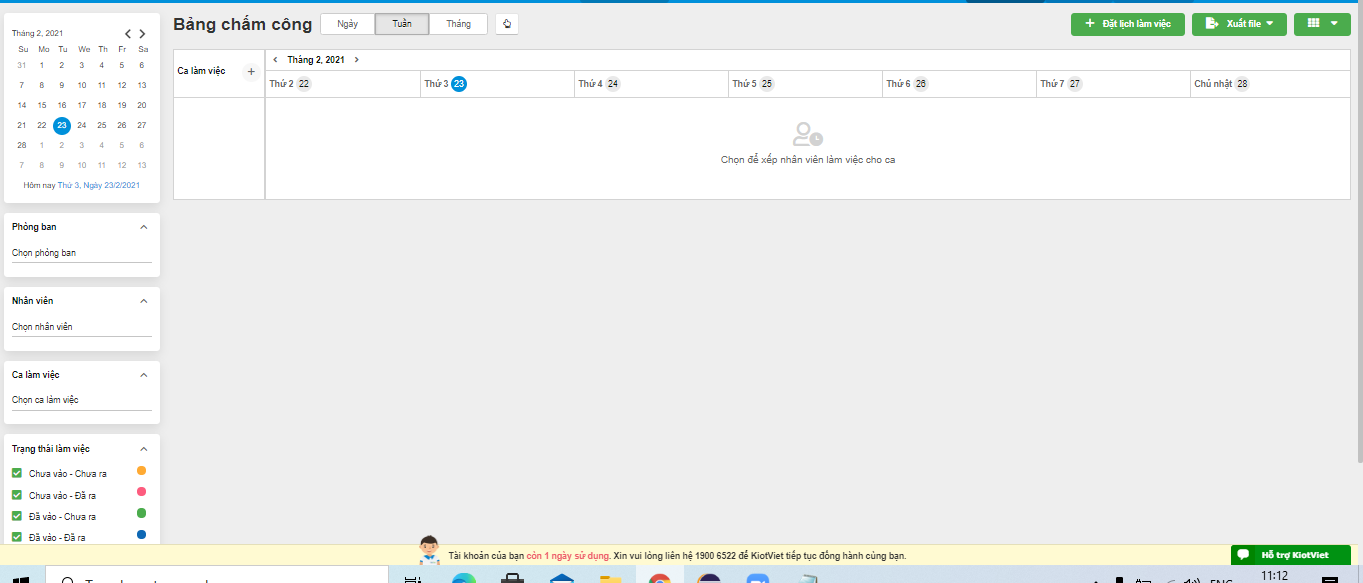 Bảng chấm công
Ngày
Tuần
Tháng
Đặt lịch làm việc
Xuất file
Tháng 2, 2021
Su Mo Tu We Th Fr Sa
31 1 2 3 4 5 6
7 8 9 10 11 12 13
14 15 16 17 18 19 20
21 22 23 24 25 26 27
28 1 2 3 4 5 6
7 8 9 10 11 12 13
Hôm nay Thứ 3, Ngày 23/2/2021
Ca làm việc +
Tháng 2, 2021
Thứ 2 22
Thứ 3 23
Thứ 4 24
Thứ 5 25
Thứ 6 26
Thứ 7 27
Chủ nhật 28
Chọn để xếp nhân viên làm việc cho ca
Phòng ban
Chọn phòng ban
Nhân viên
Chọn nhân viên
Ca làm việc
Chọn ca làm việc
Trạng thái làm việc
Chưa vào - Chưa ra
Chưa vào - Đã ra
Đã vào - Chưa ra
Đã vào - Đã ra
Tài khoản của bạn còn 1 ngày sử dụng. Xin vui lòng liên hệ 1900 6522 để KiotViet tiếp tục đồng hành cùng bạn.
Hỗ trợ KiotViet
ENG
11:12